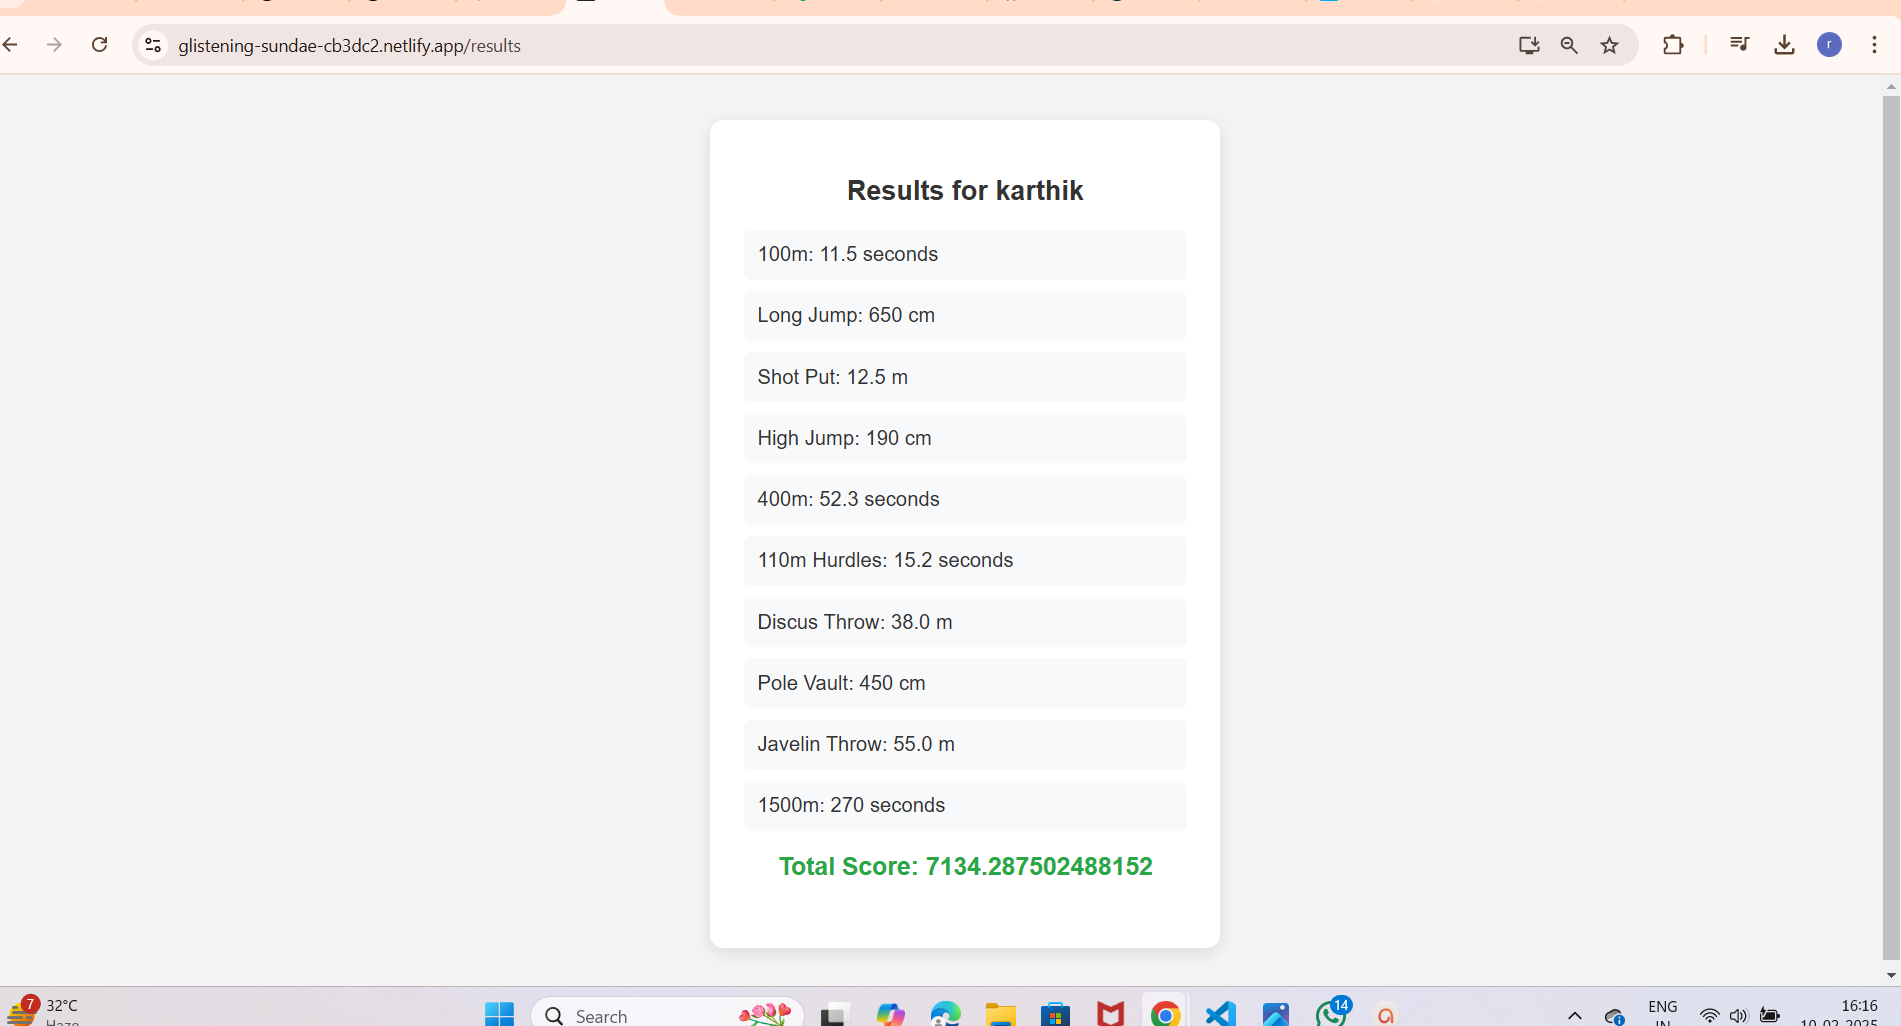 glistening-sundae-cb3dc2.netlify.app/results
r
Results for karthik
100m: 11.5 seconds
Long Jump: 650 cm
Shot Put: 12.5 m
High Jump: 190 cm
400m: 52.3 seconds
110m Hurdles: 15.2 seconds
Discus Throw: 38.0 m
Pole Vault: 450 cm
Javelin Throw: 55.0 m
1500m: 270 seconds
Total Score: 7134.287502488152
7
32°C
Haze
Search
14
ENG
IN
16:16
10-02-2025